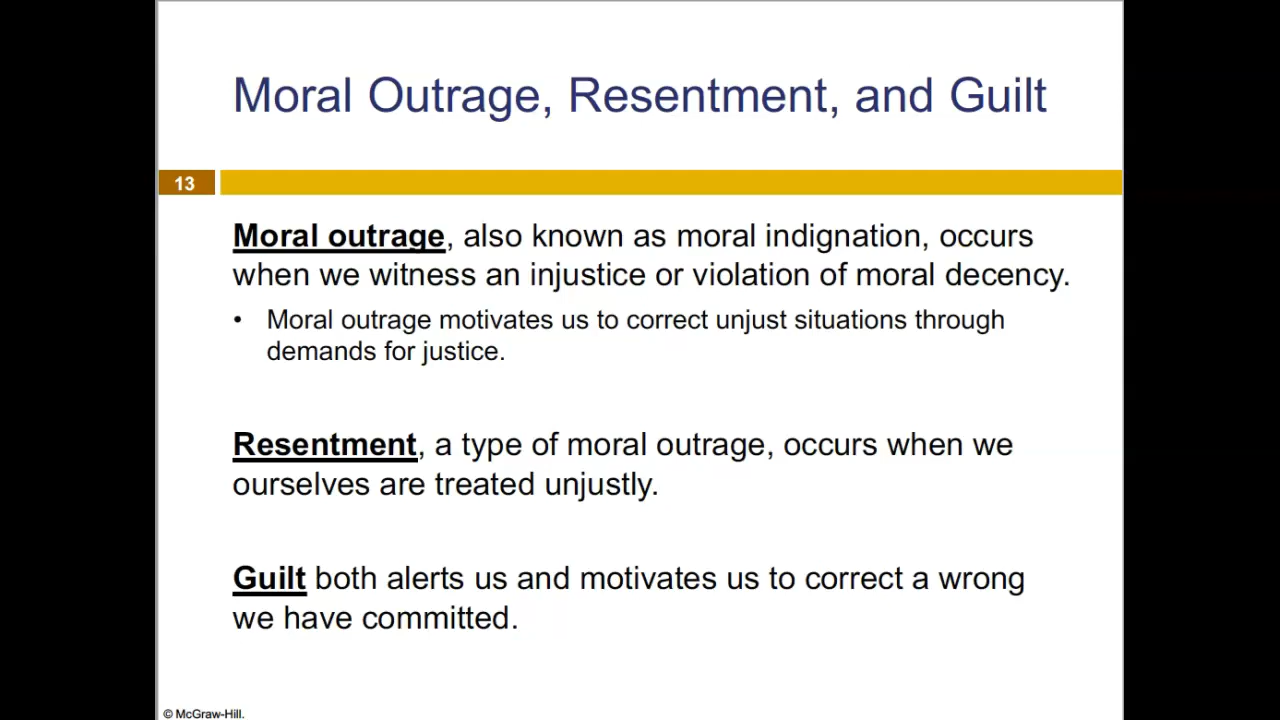 Moral Outrage, Resentment, and Guilt
13
Moral outrage, also known as moral indignation, occurs
when we witness an injustice or violation of moral decency.
• Moral outrage motivates us to correct unjust situations through
demands for justice.
Resentment, a type of moral outrage, occurs when we
ourselves are treated unjustly.
Guilt both alerts us and motivates us to correct a wrong
we have committed.
© McGraw-Hill.